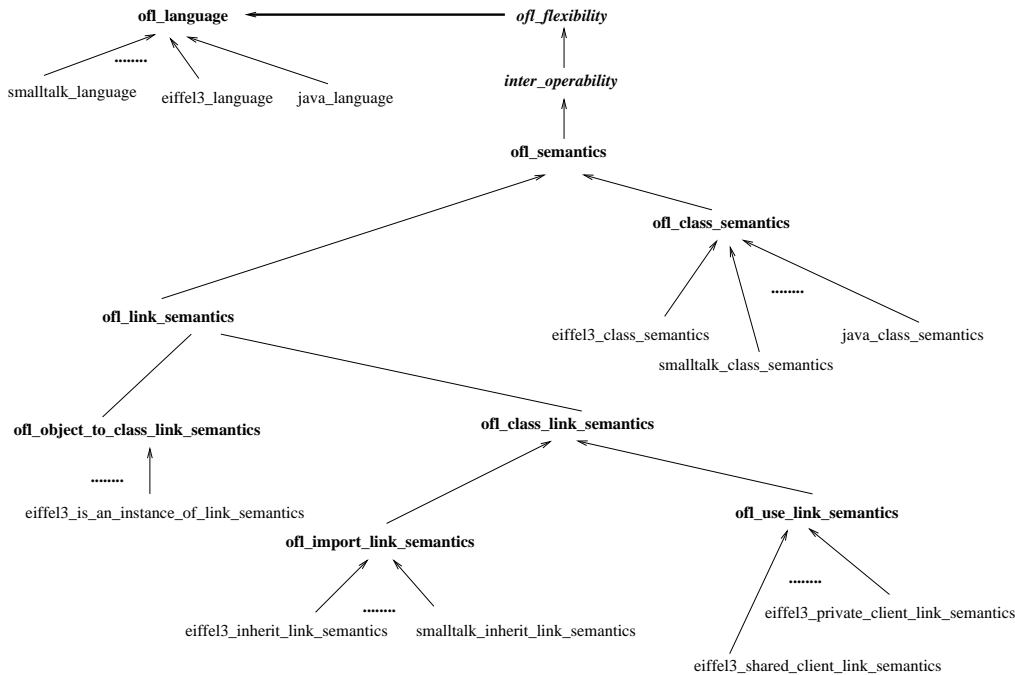 ofl_language
ofl_flexibility
........
smalltalk_language
eiffel3_language
java_language
inter_operability
ofl_semantics
ofl_class_semantics
........
ofl_link_semantics
eiffel3_class_semantics
java_class_semantics
smalltalk_class_semantics
ofl_object_to_class_link_semantics
ofl_class_link_semantics
........
eiffel3_is_an_instance_of_link_semantics
ofl_use_link_semantics
ofl_import_link_semantics
........
........
eiffel3_private_client_link_semantics
eiffel3_inherit_link_semantics
smalltalk_inherit_link_semantics
eiffel3_shared_client_link_semantics